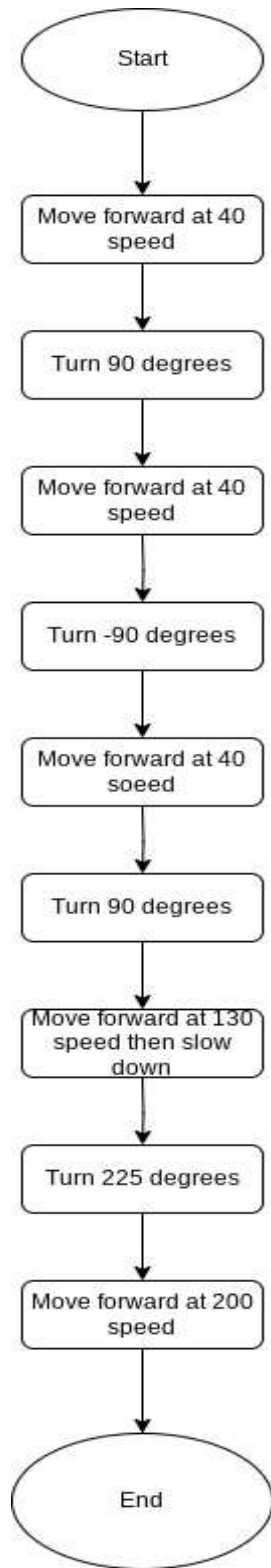 Start
Move forward at 40
speed
Turn 90 degrees
Move forward at 40
speed
Turn -90 degrees
Move forward at 40
soeed
Turn 90 degrees
Move forward at 130
speed then slow
down
Turn 225 degrees
Move forward at 200
speed
End